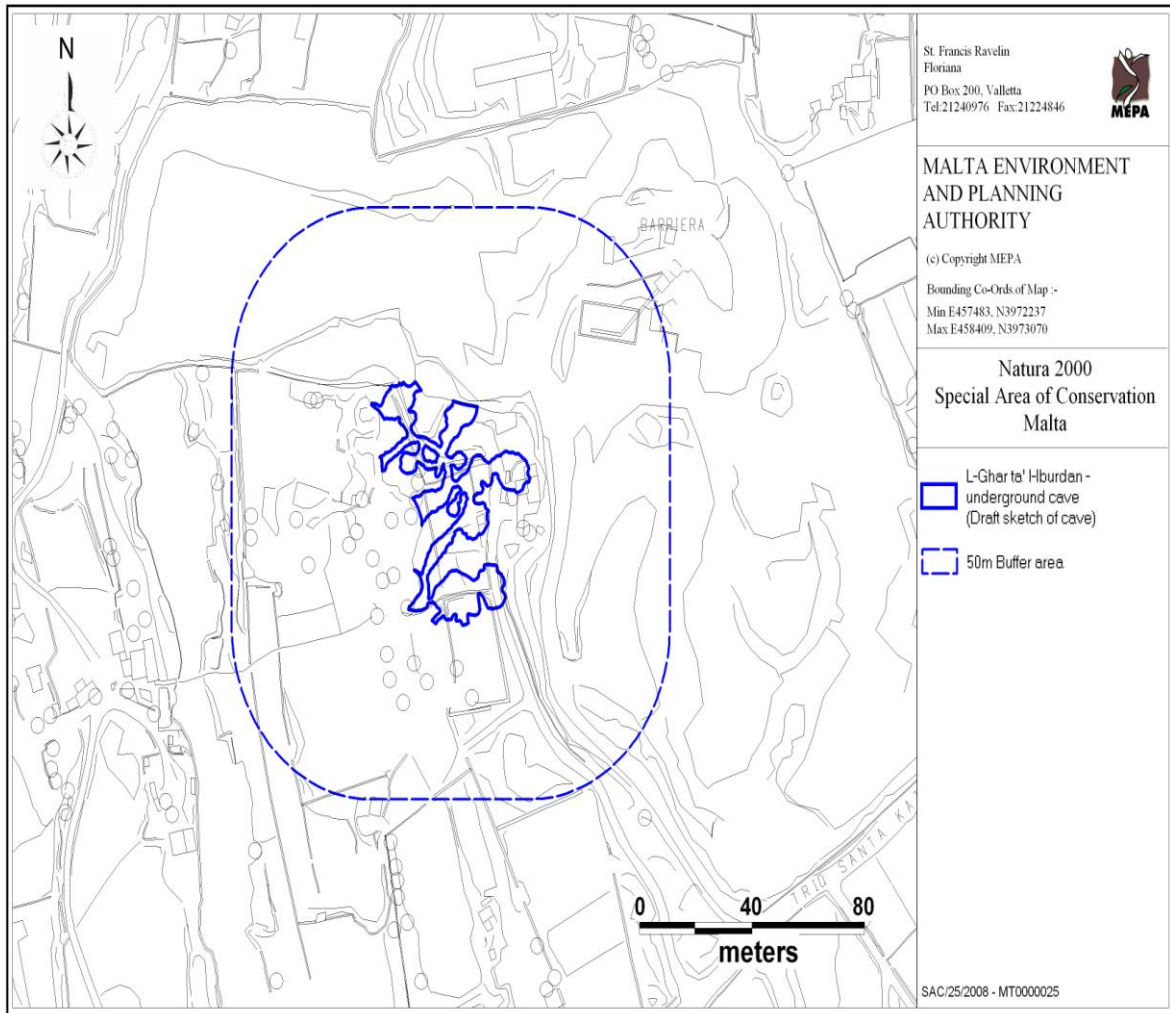 N
BARRIERA
TRIQ SANTA KAT
0 40 80
meters
St. Francis Ravelin
Floriana
PO Box 200, Valletta
Tel:21240976 Fax:21224846
MEPA
MALTA ENVIRONMENT
AND PLANNING
AUTHORITY
(c) Copyright MEPA
Bounding Co-Ords.of Map :-
Min E457483, N3972237
Max E458409, N3973070
Natura 2000
Special Area of Conservation
Malta
L-Ghar ta' l-Iburdan -
underground cave
(Draft sketch of cave)
50m Buffer area
SAC/25/2008 - MT0000025